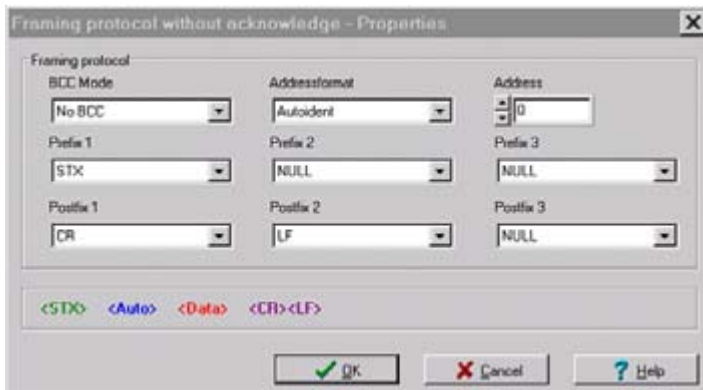 Framing protocol without acknowledge - Properties
Framing protocol
BCC Mode Addressformat Address
No BCC Autoident 0
Prefix 1 Prefix 2 Prefix 3
STX NULL NULL
Postfix 1 Postfix 2 Postfix 3
CR LF NULL
<STX> <Auto> <Data> <CR><LF>
OK Cancel Help